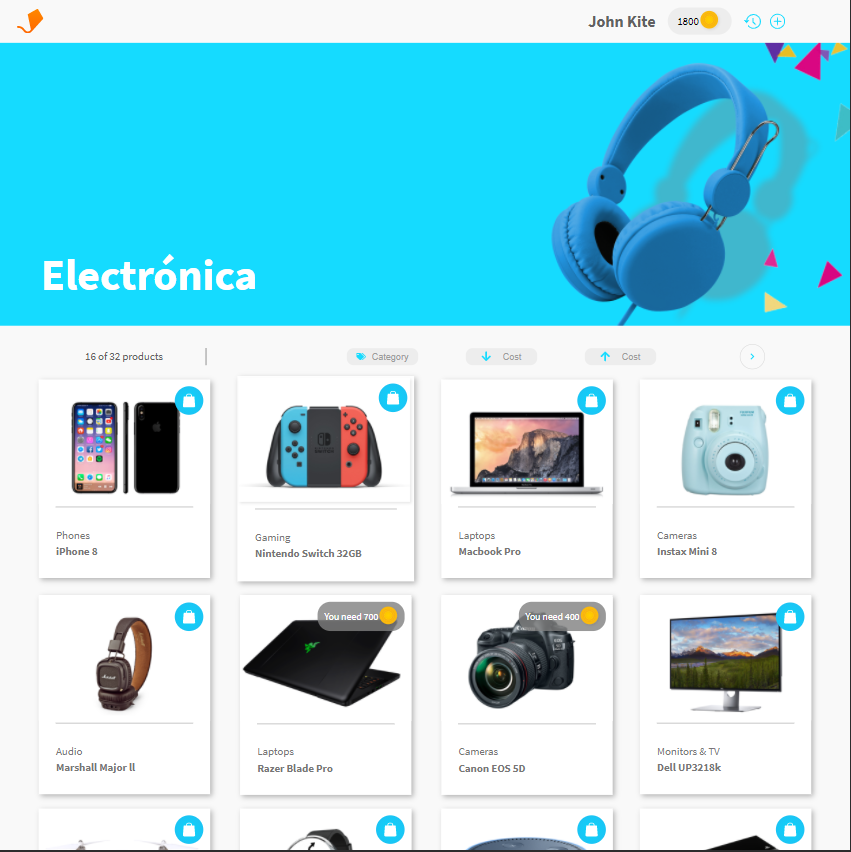 John Kite
1800
Electrónica
16 of 32 products
Category
Cost
Cost
Phones
iPhone 8
Gaming
Nintendo Switch 32GB
Laptops
Macbook Pro
Cameras
Instax Mini 8
You need 700
You need 400
Audio
Marshall Major ll
Laptops
Razer Blade Pro
Cameras
Canon EOS 5D
Monitors & TV
Dell UP3218k